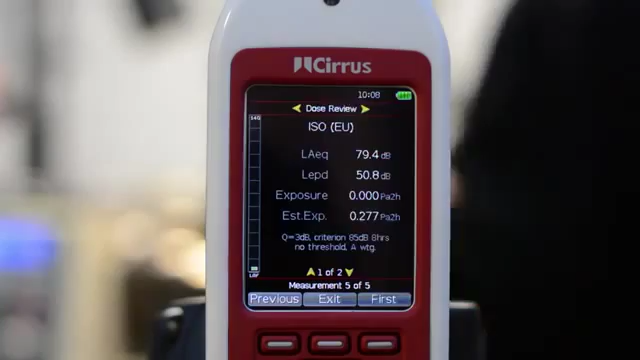 Cirrus
10:08
Dose Review
ISO (EU)
LAeq 79.4 dB
Lepd 50.8 dB
Exposure 0.000 Pa2h
Est.Exp. 0.277 Pa2h
Q=3dB, criterion 85dB 8hrs
no threshold, A wtg.
1 of 2
Measurement 5 of 5
Previous Exit First